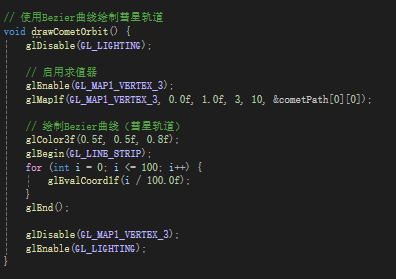 // 使用Bezier曲线绘制彗星轨道
void drawCometOrbit() {
glDisable(GL_LIGHTING);
// 启用求值器
glEnable(GL_MAP1_VERTEX_3);
glMap1f(GL_MAP1_VERTEX_3, 0.0f, 1.0f, 3, 10, &cometPath[0][0]);
// 绘制Bezier曲线（彗星轨道）
glColor3f(0.5f, 0.5f, 0.8f);
glBegin(GL_LINE_STRIP);
for (int i = 0; i <= 100; i++) {
glEvalCoord1f(i / 100.0f);
}
glEnd();
glDisable(GL_MAP1_VERTEX_3);
glEnable(GL_LIGHTING);
}